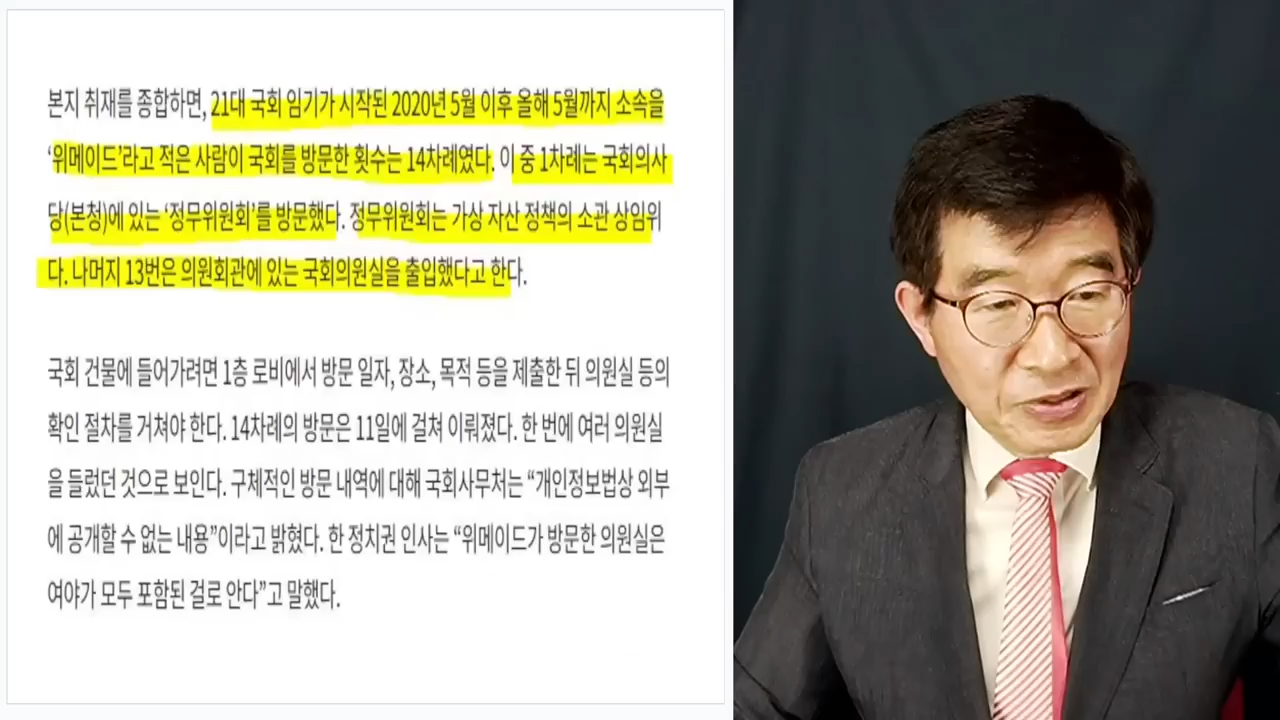 본지 취재를 종합하면, 21대 국회 임기가 시작된 2020년 5월 이후 올해 5월까지 소속을
‘위메이드’라고 적은 사람이 국회를 방문한 횟수는 14차례였다. 이 중 1차례는 국회의사
당(본청)에 있는 ‘정무위원회’를 방문했다. 정무위원회는 가상 자산 정책의 소관 상임위
다. 나머지 13번은 의원회관에 있는 국회의원실을 출입했다고 한다.
국회 건물에 들어가려면 1층 로비에서 방문 일자, 장소, 목적 등을 제출한 뒤 의원실 등의
확인 절차를 거쳐야 한다. 14차례의 방문은 11일에 걸쳐 이뤄졌다. 한 번에 여러 의원실
을 들렀던 것으로 보인다. 구체적인 방문 내역에 대해 국회사무처는 “개인정보법상 외부
에 공개할 수 없는 내용”이라고 밝혔다. 한 정치권 인사는 “위메이드가 방문한 의원실은
여야가 모두 포함된 걸로 안다”고 말했다.